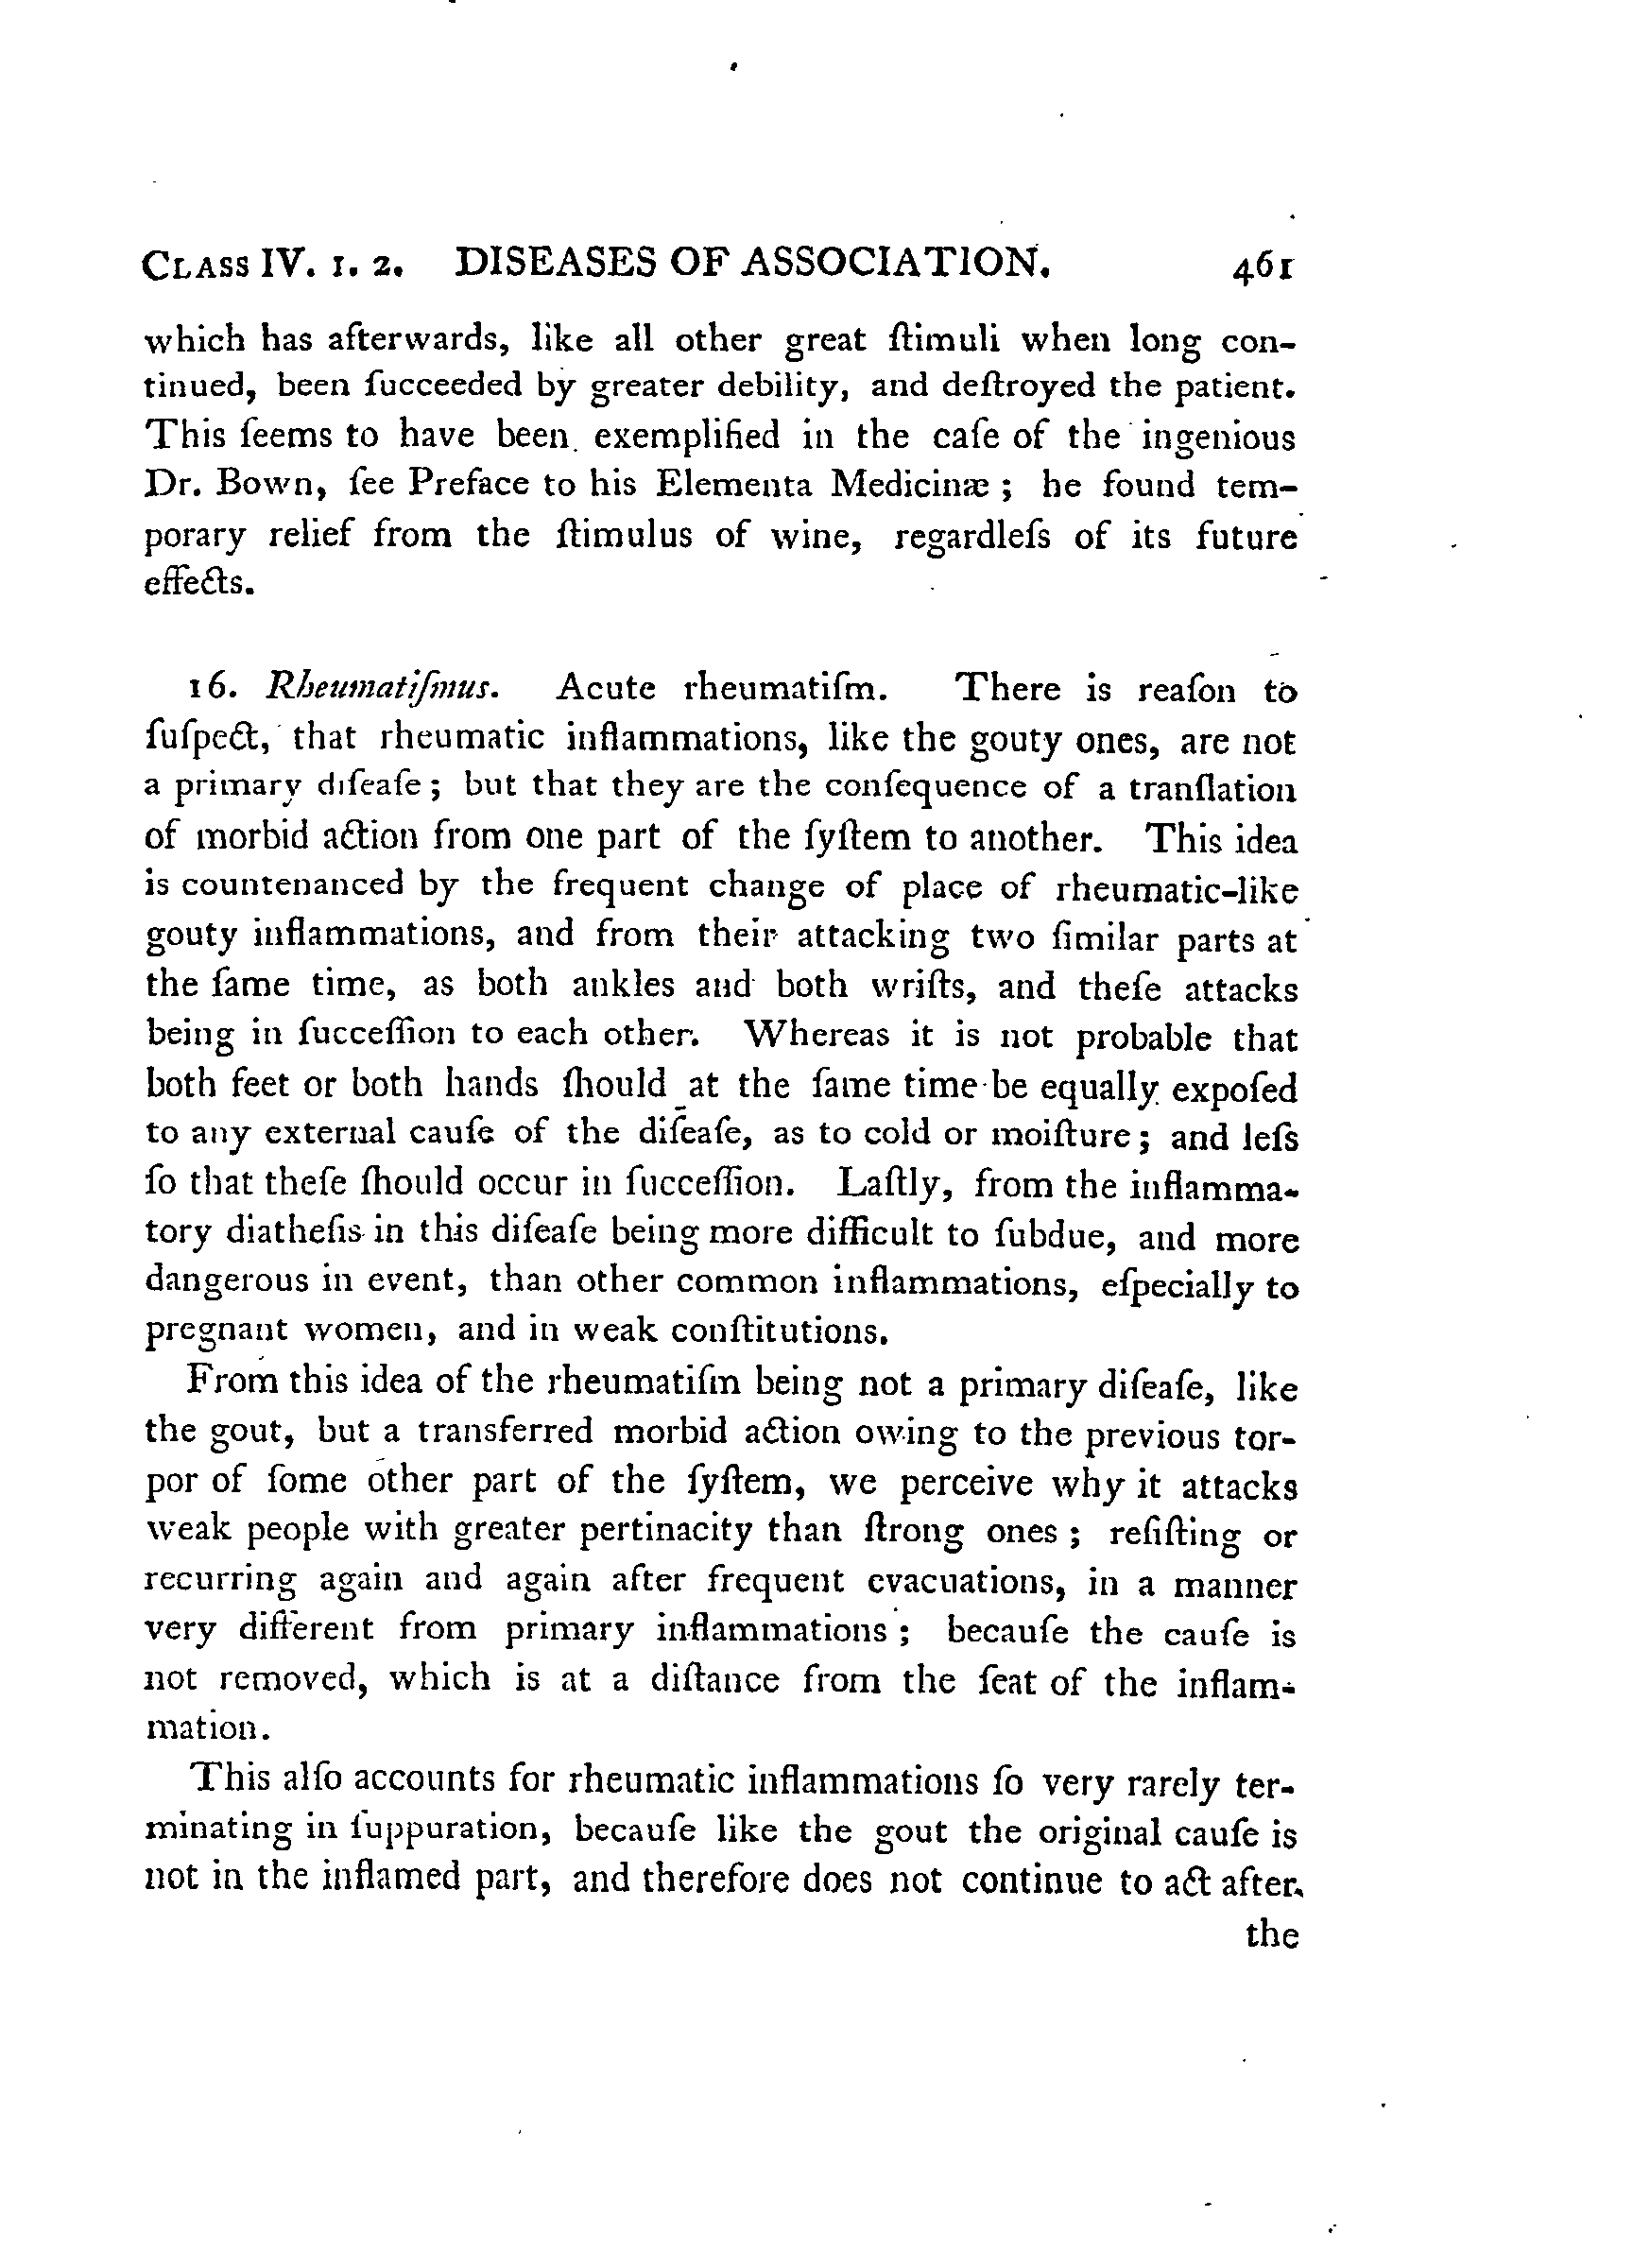 CLASS IV. 1. 2. DISEASES OF ASSOCIATION. 461
which has afterwards, like all other great ſtimuli when long con-
tinued, been ſucceeded by greater debility, and deſtroyed the patient.
This ſeems to have been exemplified in the caſe of the ingenious
Dr. Bown, ſee Preface to his Elementa Medicinæ; he found tem-
porary relief from the ſtimulus of wine, regardleſs of its future
effects.
16. Rheumatiſmus. Acute rheumatiſm. There is reaſon to
ſuſpect, that rheumatic inflammations, like the gouty ones, are not
a primary diſeaſe; but that they are the conſequence of a tranſlation
of morbid action from one part of the ſyſtem to another. This idea
is countenanced by the frequent change of place of rheumatic-like
gouty inflammations, and from their attacking two ſimilar parts at
the ſame time, as both ankles and both wriſts, and theſe attacks
being in ſucceſſion to each other. Whereas it is not probable that
both feet or both hands ſhould at the ſame time be equally expoſed
to any external cauſe of the diſeaſe, as to cold or moiſture; and leſs
ſo that theſe ſhould occur in ſucceſſion. Laſtly, from the inflamma-
tory diatheſis in this diſeaſe being more difficult to ſubdue, and more
dangerous in event, than other common inflammations, eſpecially to
pregnant women, and in weak conſtitutions.
From this idea of the rheumatiſm being not a primary diſeaſe, like
the gout, but a transferred morbid action owing to the previous tor-
por of ſome other part of the ſyſtem, we perceive why it attacks
weak people with greater pertinacity than ſtrong ones; reſiſting or
recurring again and again after frequent evacuations, in a manner
very different from primary inflammations; becauſe the cauſe is
not removed, which is at a diſtance from the ſeat of the inflam-
mation.
This alſo accounts for rheumatic inflammations ſo very rarely ter-
minating in ſuppuration, becauſe like the gout the original cauſe is
not in the inflamed part, and therefore does not continue to act after
the